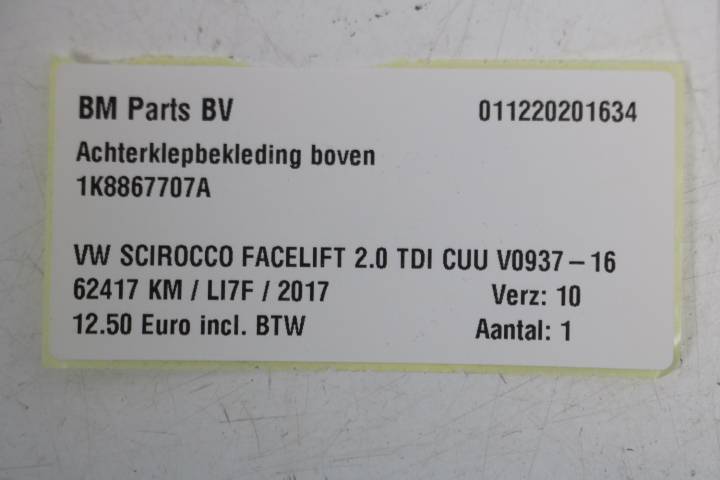 BM Parts BV 011220201634
Achterklepbekleding boven
1K8867707A
VW SCIROCCO FACELIFT 2.0 TDI CUU V0937-16
62417 KM / LI7F / 2017 Verz: 10
12.50 Euro incl. BTW Aantal: 1